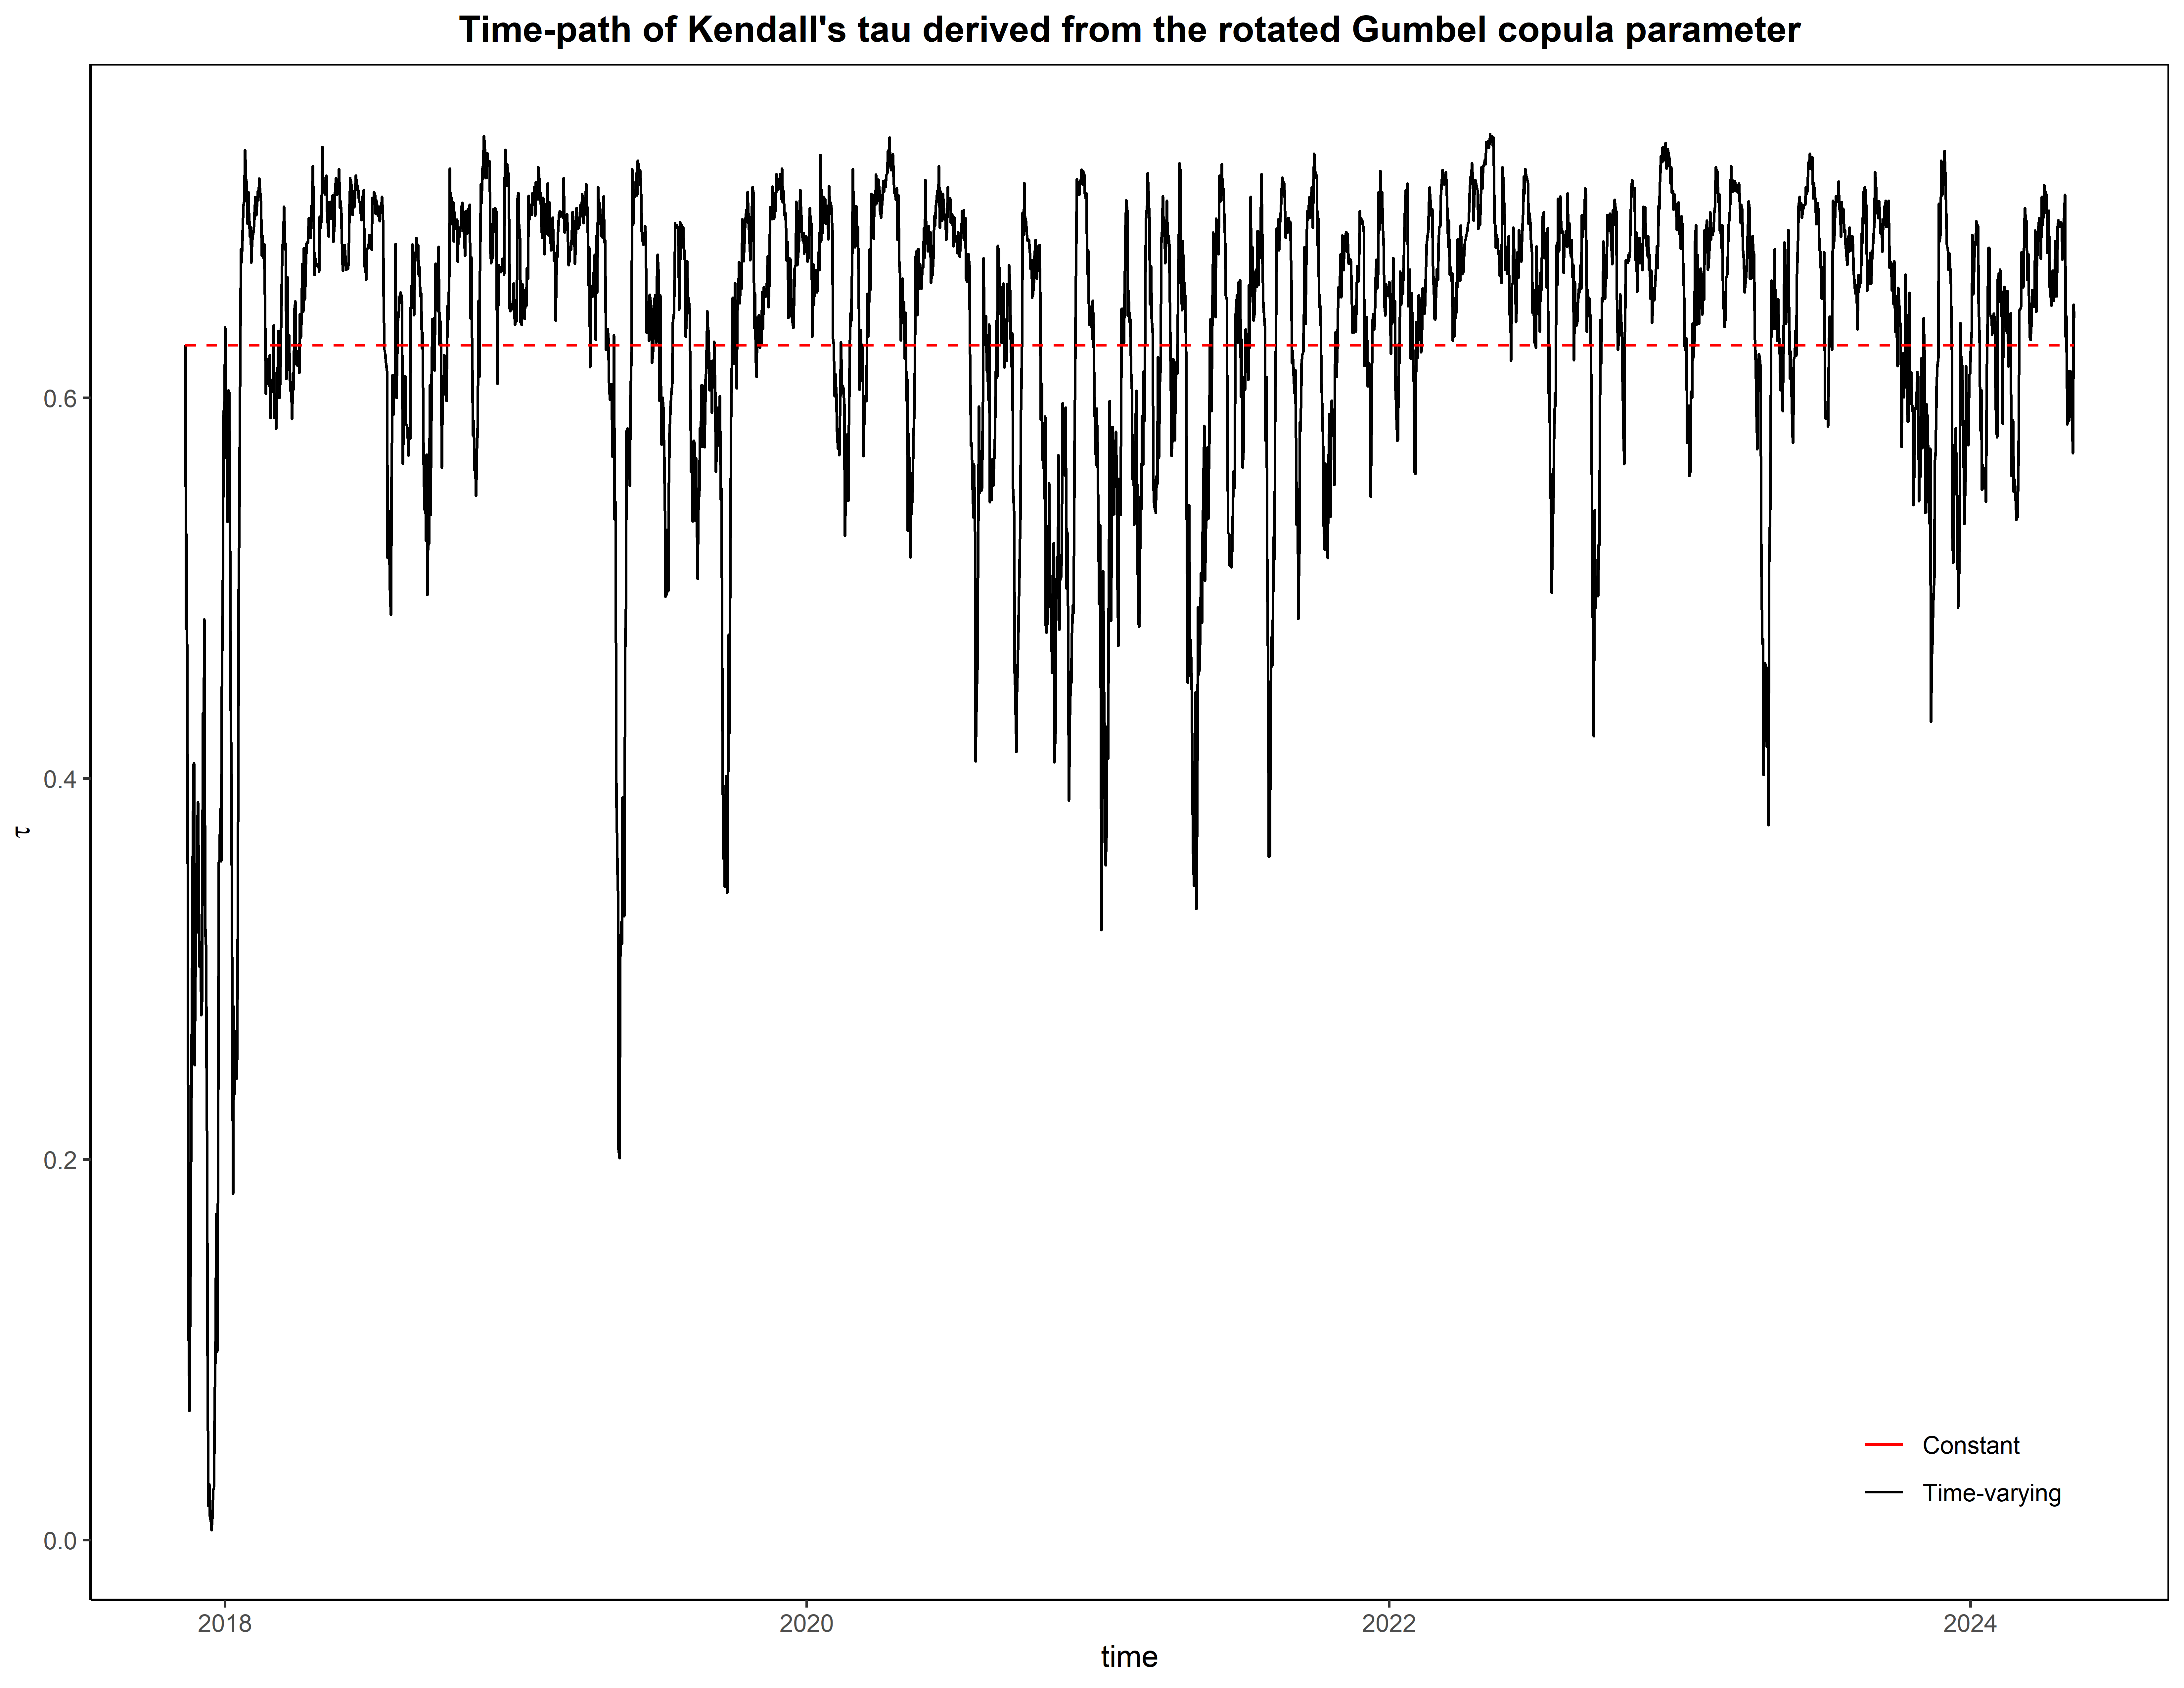 Time-path of Kendall's tau derived from the rotated Gumbel copula parameter
0.6
0.4
τ
0.2
0.0
Constant
Time-varying
2018 2020 2022 2024
time